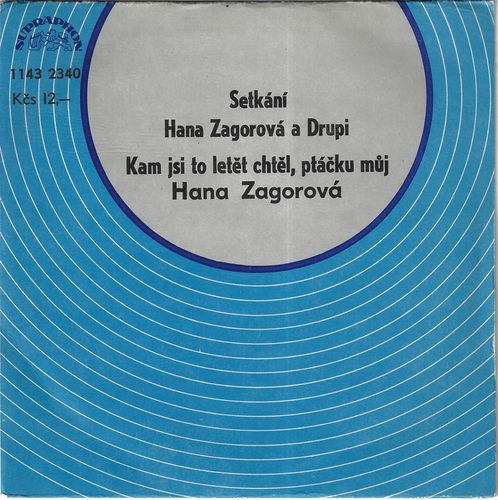 SUPRAPHON
1143 2340
Kčs 12,-
Setkání
Hana Zagorová a Drupi
Kam jsi to letět chtěl, ptáčku můj
Hana Zagorová